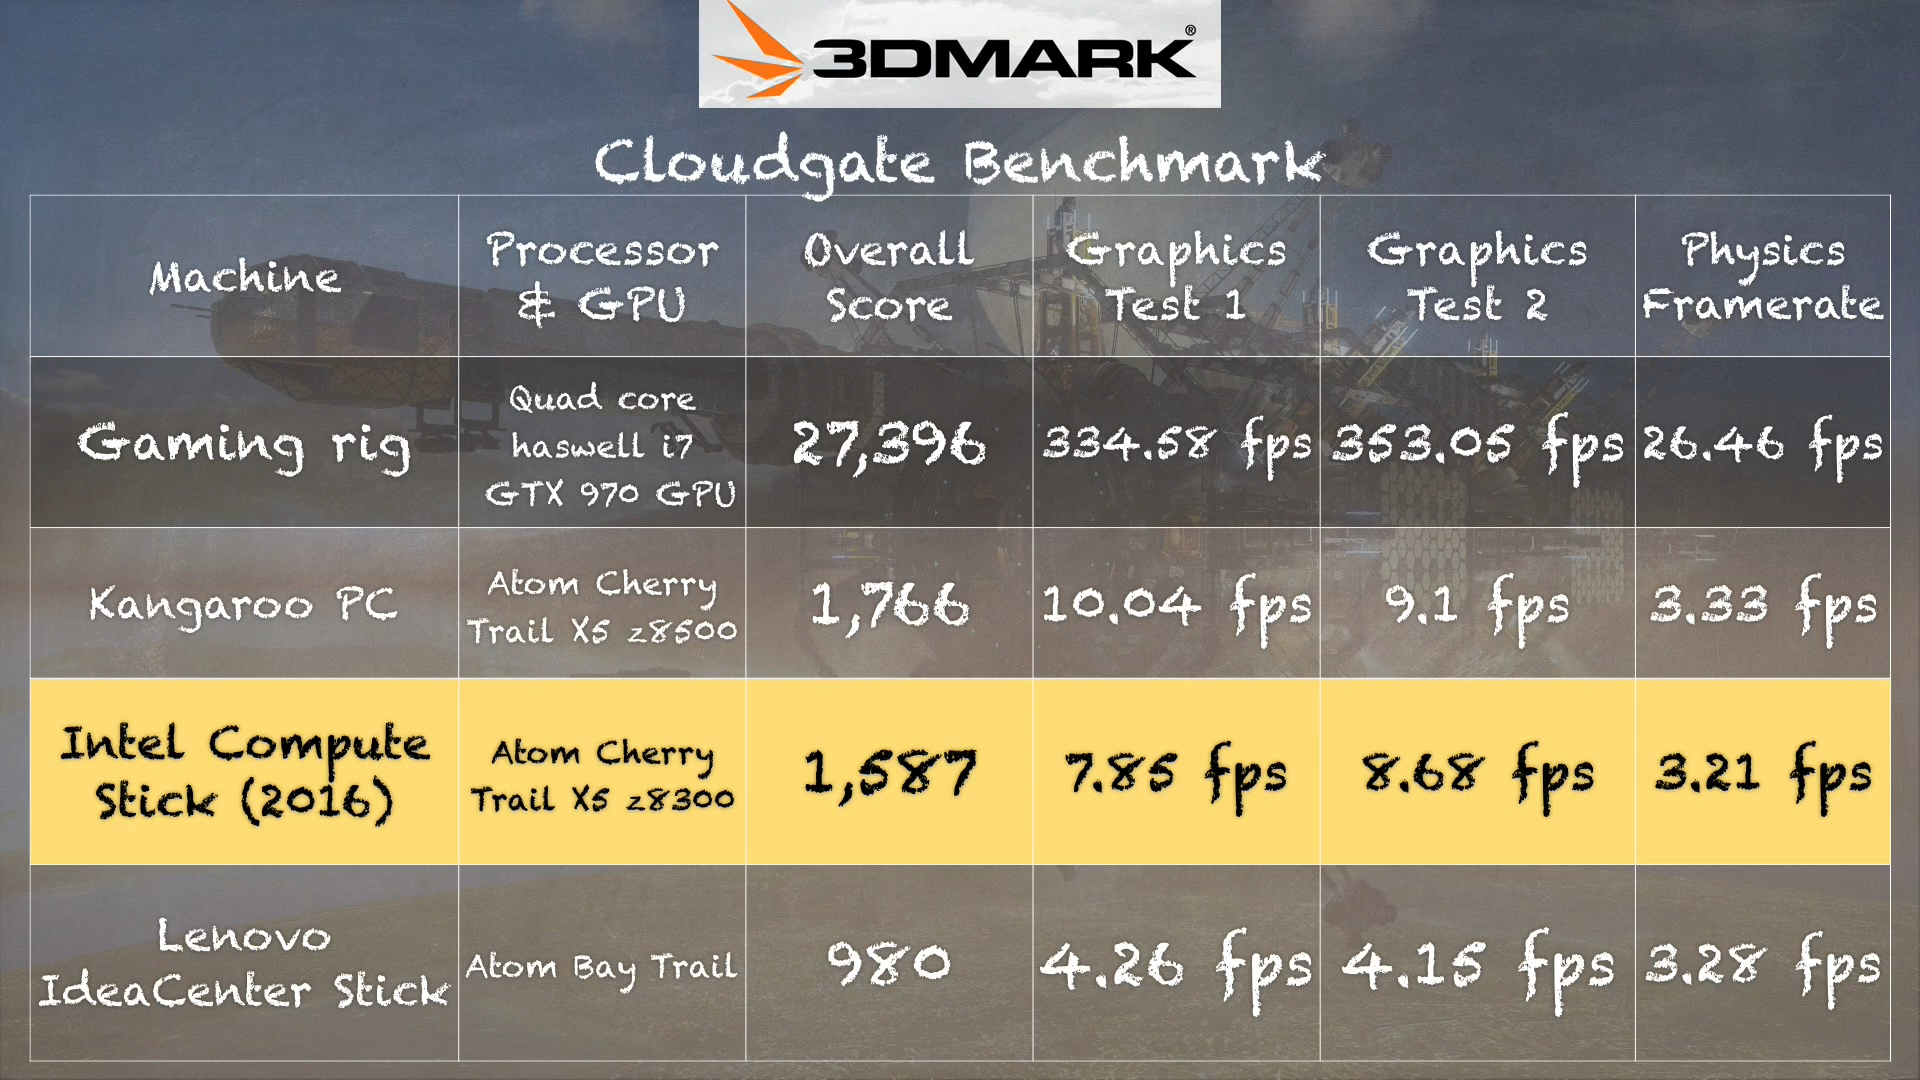 3DMARK®
Cloudgate Benchmark
Machine
Processor
& GPU
Overall
Score
Graphics
Test 1
Graphics
Test 2
Physics
Framerate
Gaming rig
Quad core
haswell i7
GTX 970 GPU
27,396
334.58 fps
353.05 fps
26.46 fps
Kangaroo PC
Atom Cherry
Trail X5 z8500
1,766
10.04 fps
9.1 fps
3.33 fps
Intel Compute
Stick (2016)
Atom Cherry
Trail X5 z8300
1,587
7.85 fps
8.68 fps
3.21 fps
Lenovo
IdeaCenter Stick
Atom Bay Trail
980
4.26 fps
4.15 fps
3.28 fps